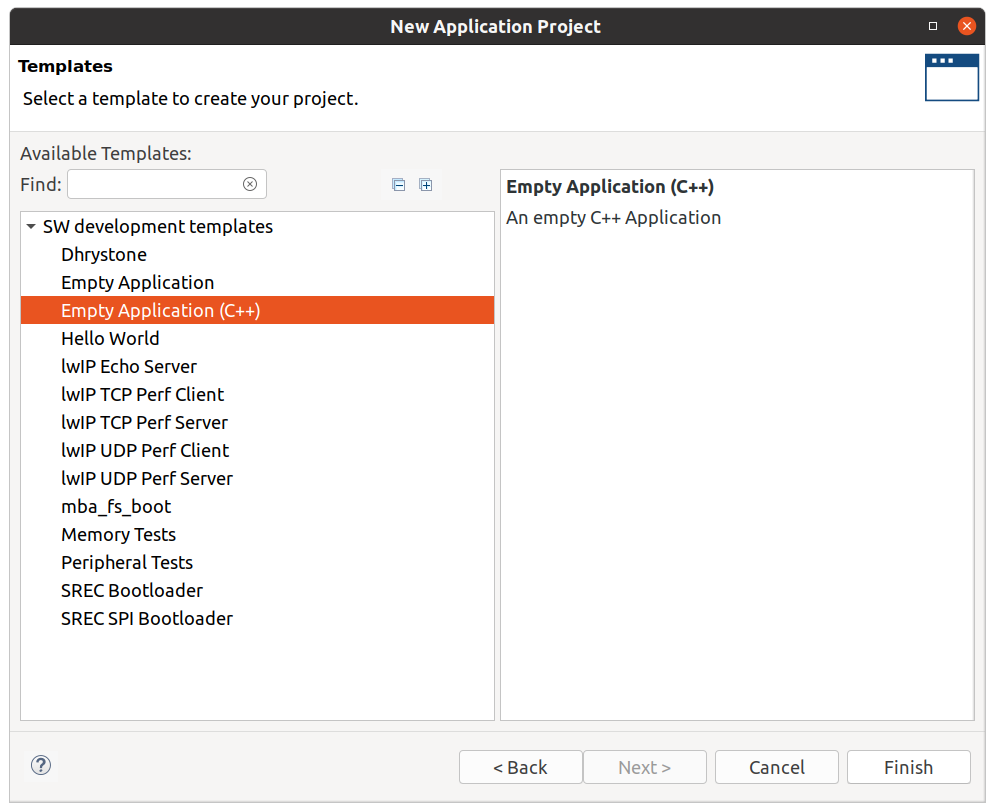 New Application Project
Templates
Select a template to create your project.
Available Templates:
Find:
SW development templates
Dhrystone
Empty Application
Empty Application (C++)
Hello World
lwIP Echo Server
lwIP TCP Perf Client
lwIP TCP Perf Server
lwIP UDP Perf Client
lwIP UDP Perf Server
mba_fs_boot
Memory Tests
Peripheral Tests
SREC Bootloader
SREC SPI Bootloader
Empty Application (C++)
An empty C++ Application
?
< Back
Next >
Cancel
Finish